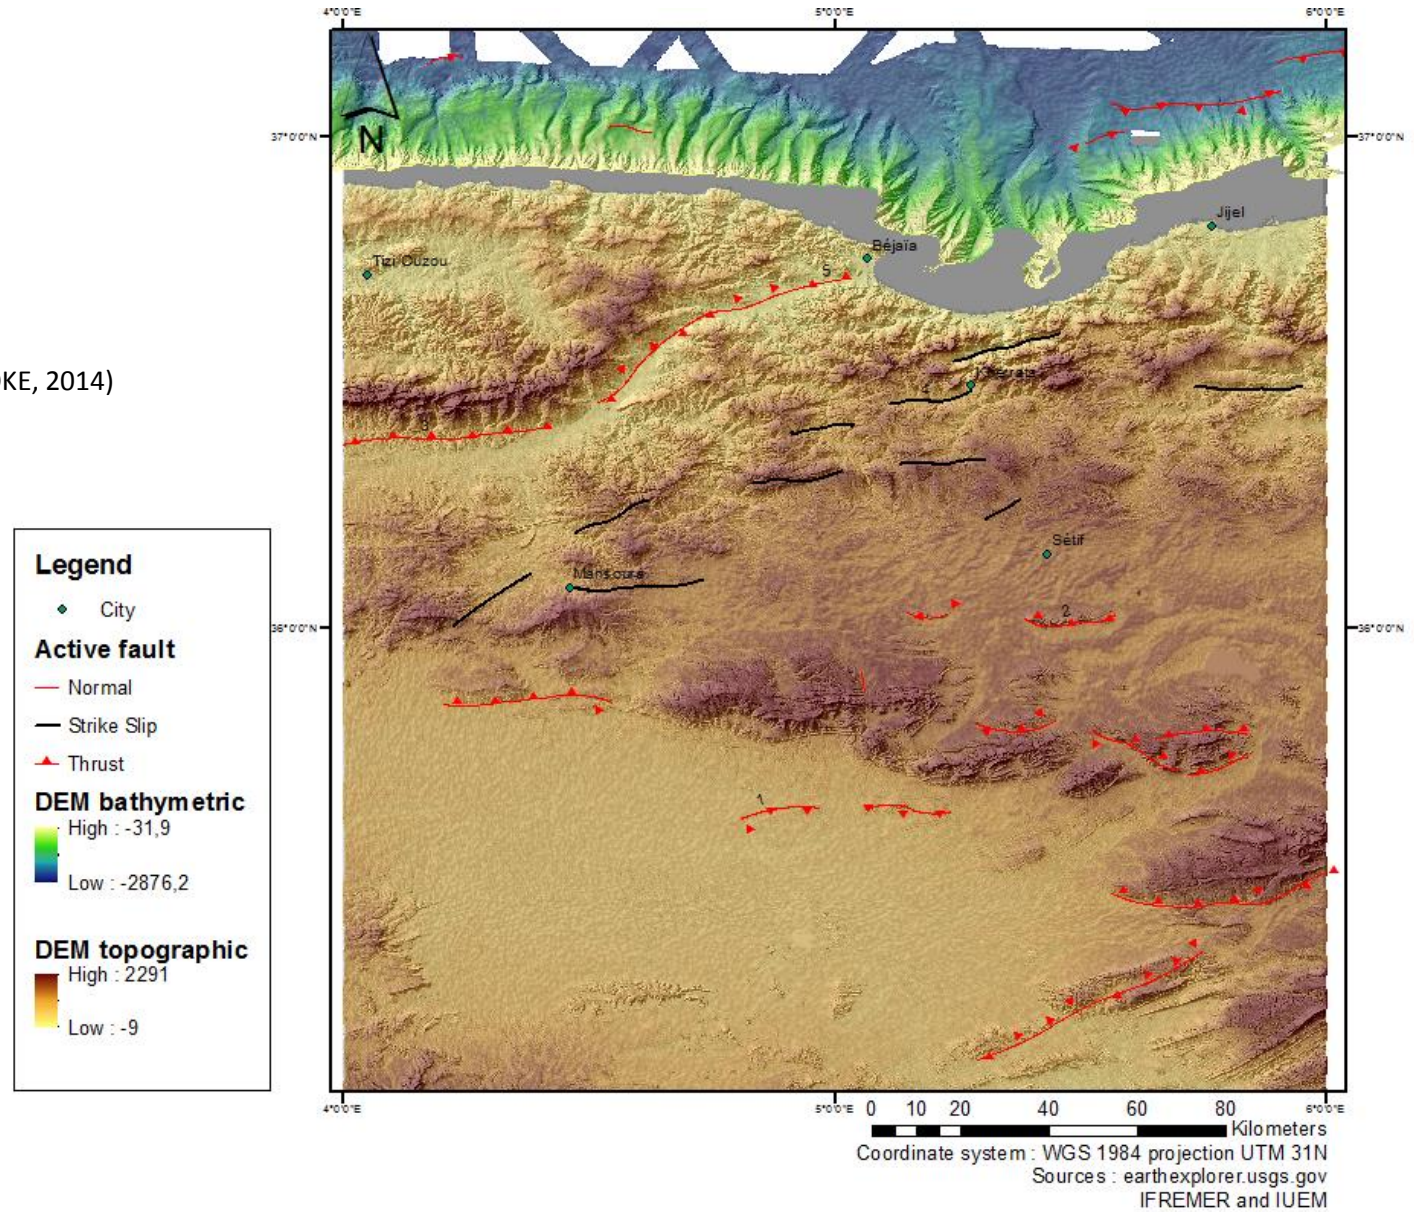 4°0'0"E 5°0'0"E 6°0'0"E
N
37°0'0"N 37°0'0"N
Jijel
Béjaïa
Tizi Ouzou
5
OKE, 2014)
Kherrata
4
3
Sétif
Mansoura
2
36°0'0"N 36°0'0"N
1
Legend
City
Active fault
Normal
Strike Slip
Thrust
DEM bathymetric
High : -31,9
Low : -2876,2
DEM topographic
High : 2291
Low : -9
4°0'0"E 5°0'0"E 6°0'0"E
0 10 20 40 60 80
Kilometers
Coordinate system : WGS 1984 projection UTM 31N
Sources : earthexplorer.usgs.gov
IFREMER and IUEM